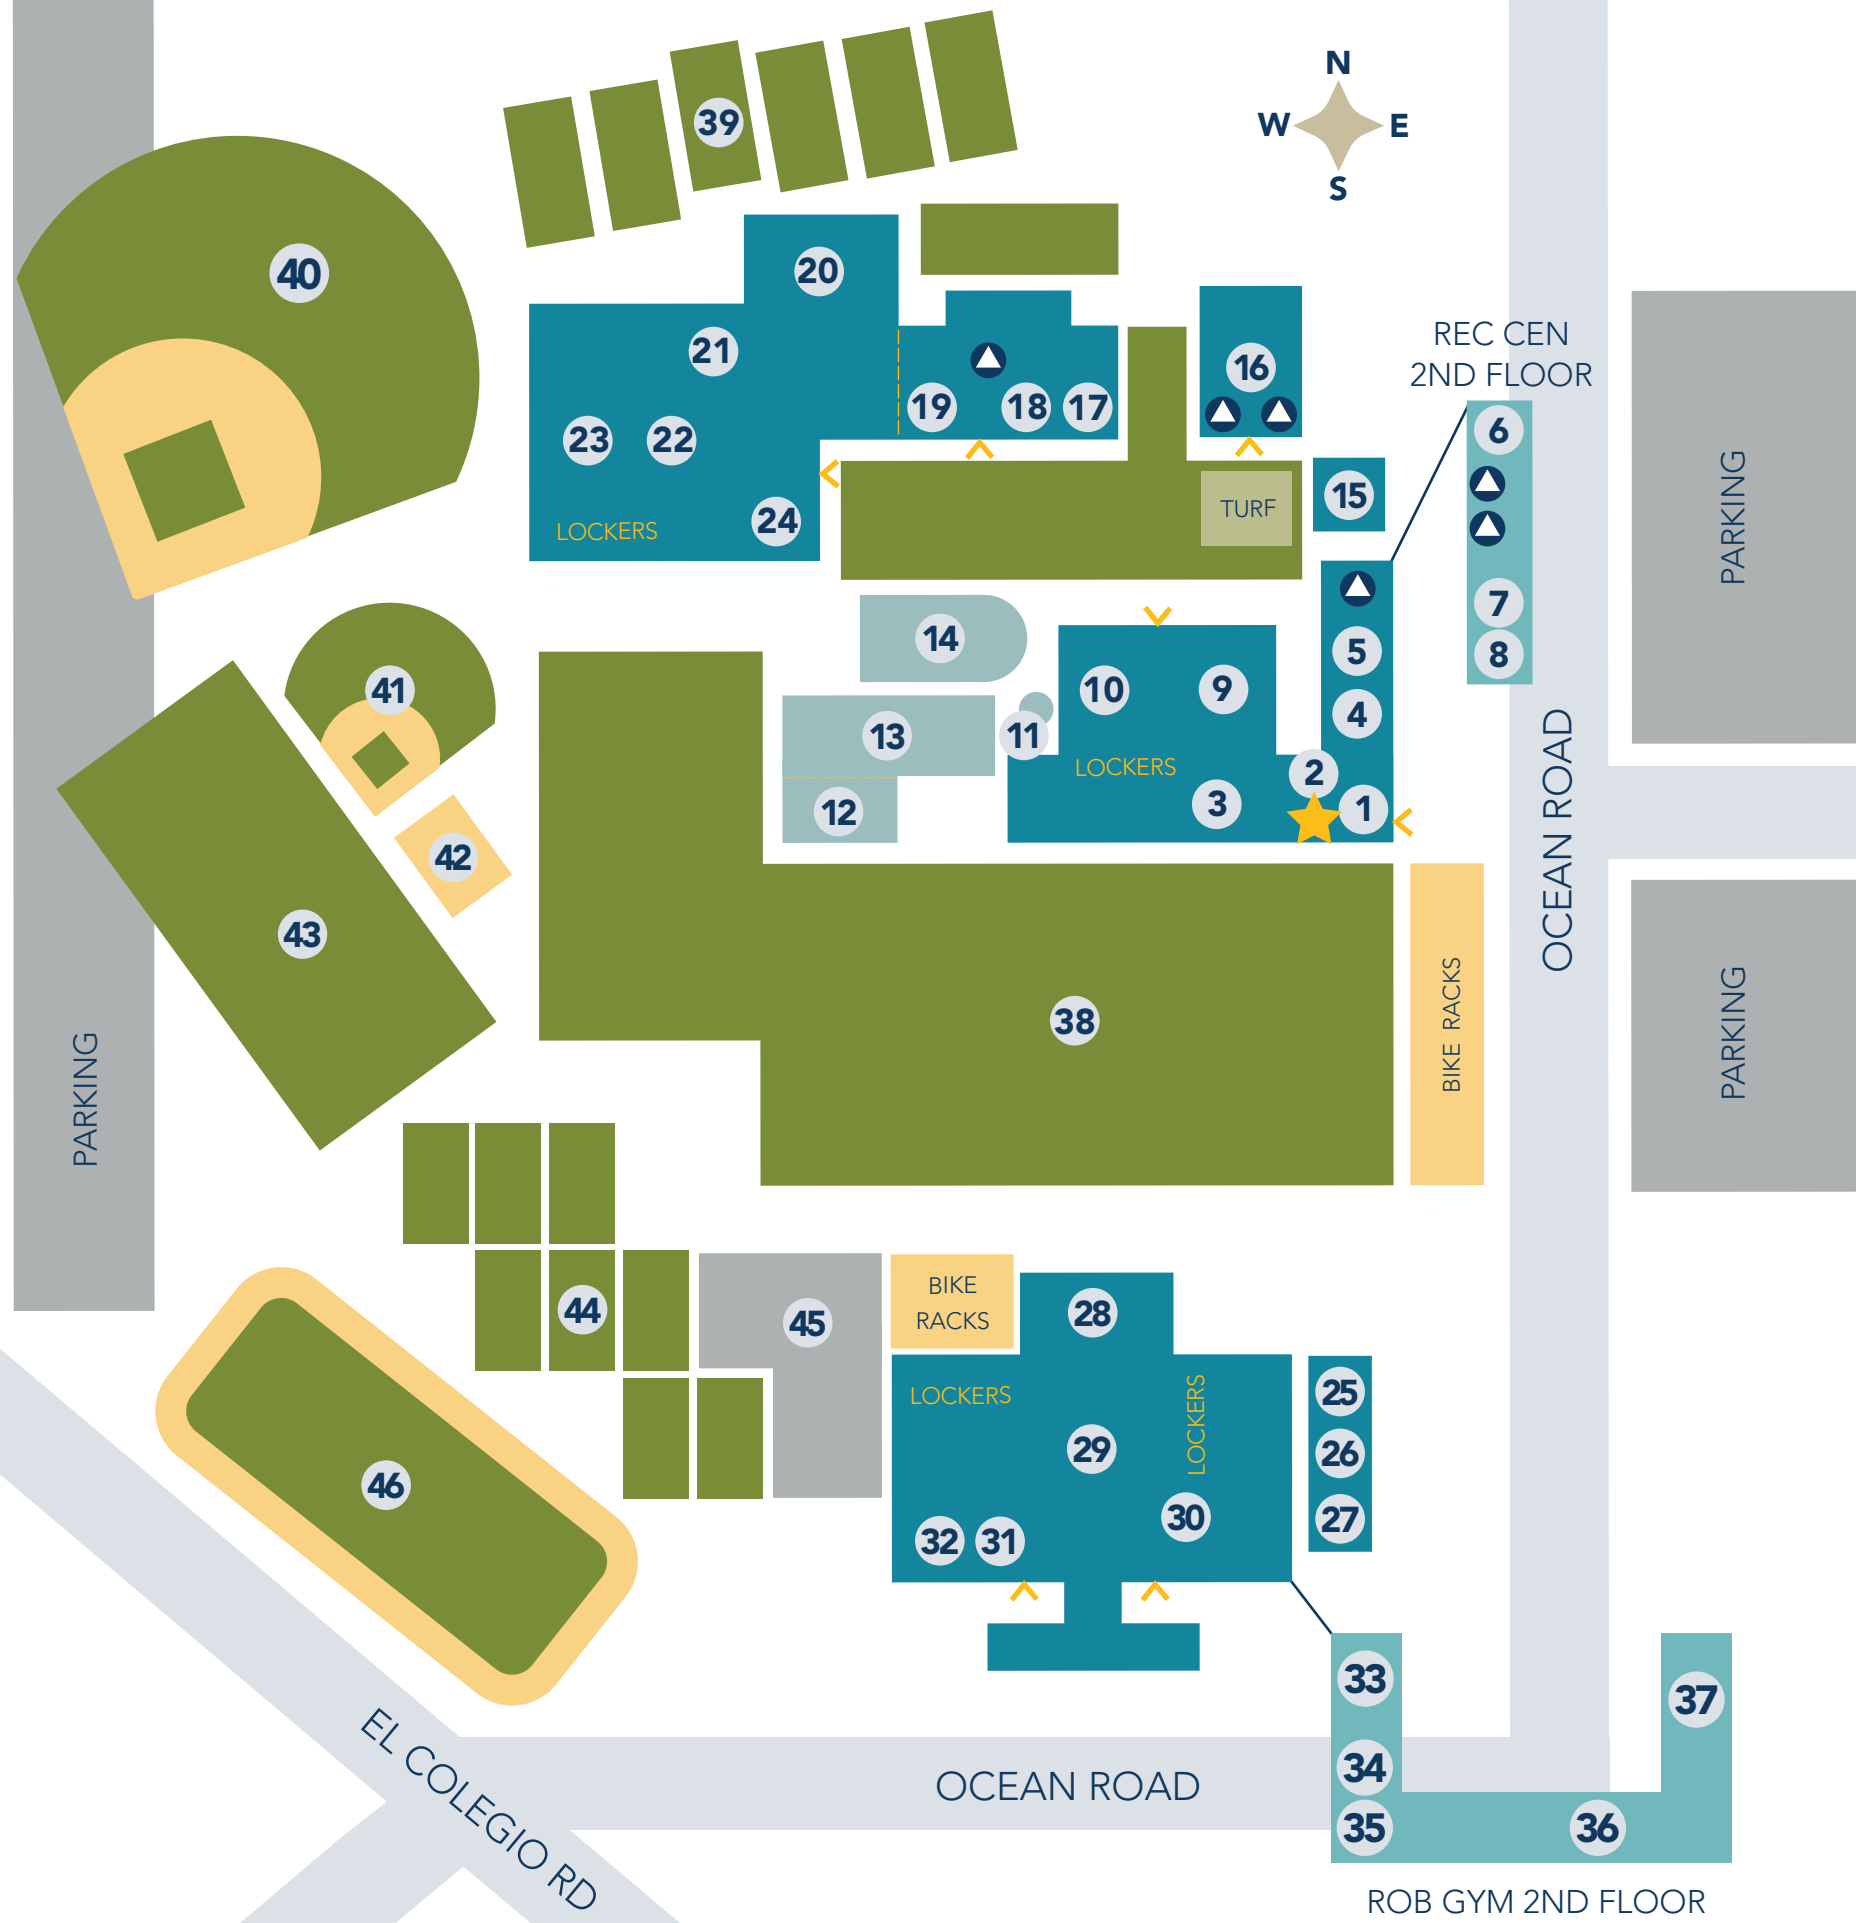 N
W
E
S
39
40
20
REC CEN
2ND FLOOR
21
16
19
18
17
6
23
22
PARKING
15
TURF
24
LOCKERS
7
8
14
5
41
10
9
4
13
11
OCEAN ROAD
LOCKERS
2
12
3
1
42
43
38
BIKE RACKS
PARKING
PARKING
44
45
BIKE
RACKS
28
LOCKERS
LOCKERS
25
29
26
46
30
27
32
31
33
37
34
EL COLEGIO RD
OCEAN ROAD
35
36
ROB GYM 2ND FLOOR